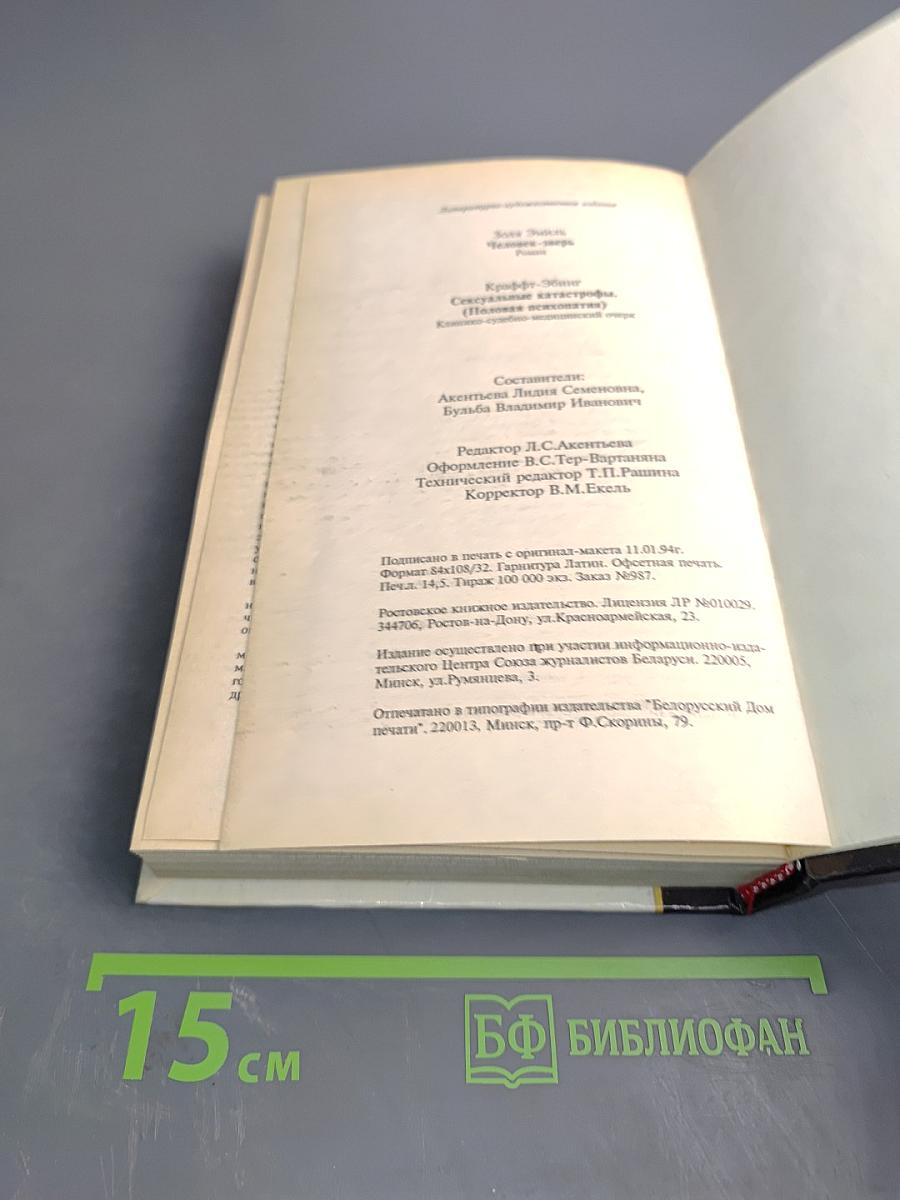 Литературно-художественное издание
Золя Эмиль
Человек-зверь
Роман
Крафт-Эбинг
Сексуальные катастрофы.
(Половая психопатия)
Клинико-судебно-медицинский очерк
Составители:
Акентьева Лидия Семеновна,
Бульба Владимир Иванович
Редактор Л.С.Акентьева
Оформление В.С.Тер-Вартаняна
Технический редактор Т.П.Рашина
Корректор В.М.Екель
Подписано в печать с оригинал-макета 11.01.94г.
Формат 84x108/32. Гарнитура Латин. Офсетная печать.
Печ.л. 14,5. Тираж 100 000 экз. Заказ №987.
Ростовское книжное издательство. Лицензия ЛР №010029.
344706, Ростов-на-Дону, ул.Красноармейская, 23.
Издание осуществлено при участии информационно-изда-
тельского Центра Союза журналистов Беларуси. 220005,
Минск, ул.Румянцева, 3.
Отпечатано в типографии издательства "Белорусский Дом
печати". 220013, Минск, пр-т Ф.Скорины, 79.
15 см
БФ БИБЛИОФАН